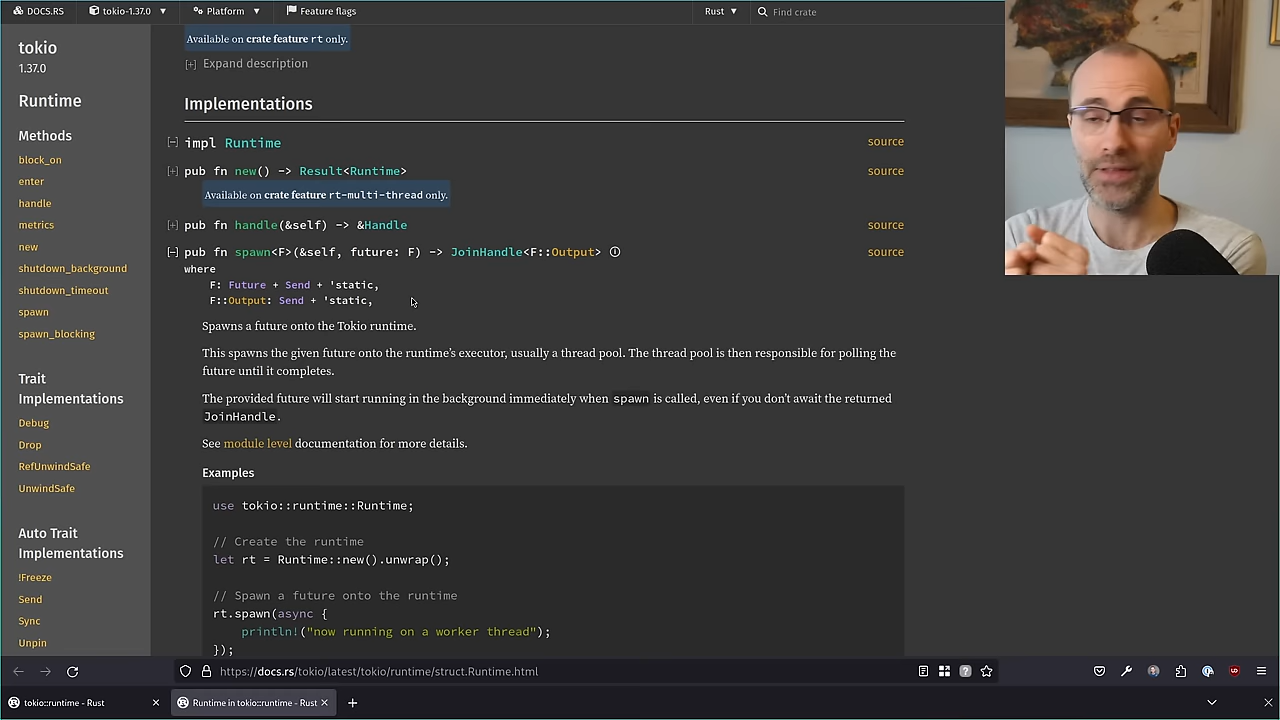 DOCS.RS
tokio-1.37.0
Platform
Feature flags
Rust
Find crate
tokio
1.37.0
Runtime
Methods
block_on
enter
handle
metrics
new
shutdown_background
shutdown_timeout
spawn
spawn_blocking
Trait
Implementations
Debug
Drop
RefUnwindSafe
UnwindSafe
Auto Trait
Implementations
!Freeze
Send
Sync
Unpin
Available on crate feature rt only.
[+] Expand description
Implementations
[−] impl Runtime source
[+] pub fn new() -> Result<Runtime> source
Available on crate feature rt-multi-thread only.
[+] pub fn handle(&self) -> &Handle source
[−] pub fn spawn<F>(&self, future: F) -> JoinHandle<F::Output> ⓘ source
where
F: Future + Send + 'static,
F::Output: Send + 'static,
Spawns a future onto the Tokio runtime.
This spawns the given future onto the runtime’s executor, usually a thread pool. The thread pool is then responsible for polling the
future until it completes.
The provided future will start running in the background immediately when spawn is called, even if you don’t await the returned
JoinHandle.
See module level documentation for more details.
Examples
use tokio::runtime::Runtime;
// Create the runtime
let rt = Runtime::new().unwrap();
// Spawn a future onto the runtime
rt.spawn(async {
println!("now running on a worker thread");
});
https://docs.rs/tokio/latest/tokio/runtime/struct.Runtime.html
tokio::runtime - Rust
Runtime in tokio::runtime - Rust